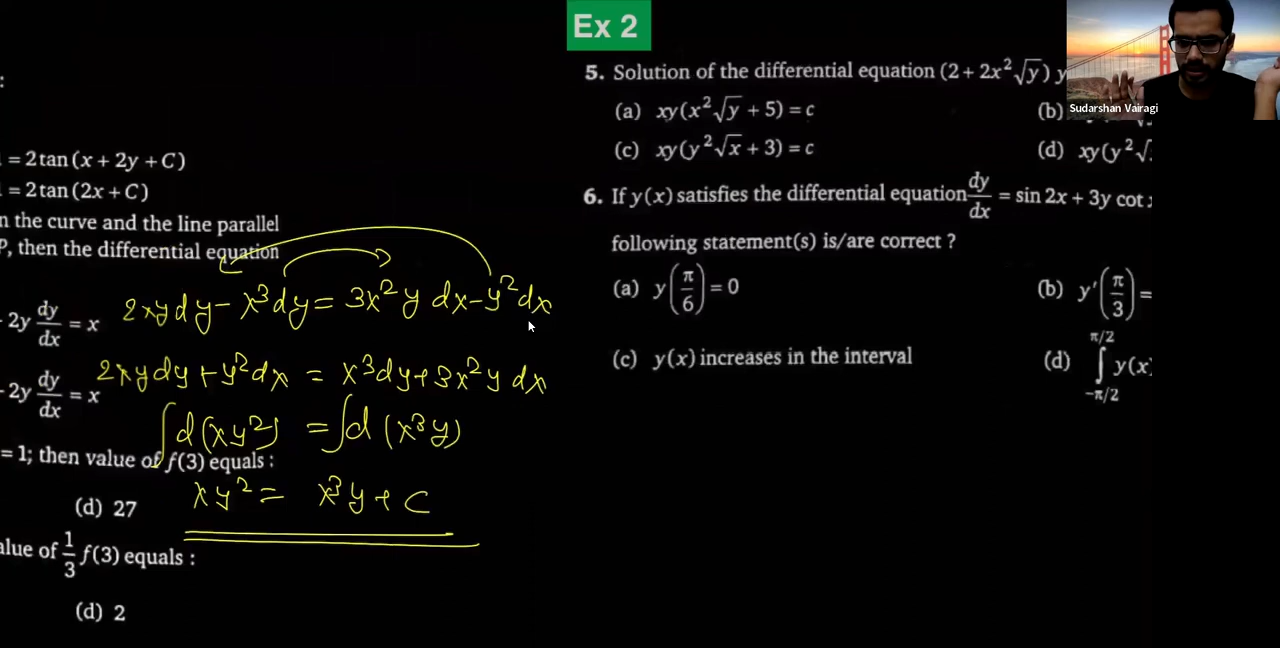 Ex 2
Sudarshan Vairagi
:
= 2tan (x + 2y + C)
= 2tan (2x + C)
n the curve and the line parallel
P, then the differential equation
- 2y dy/dx = x
- 2y dy/dx = x
= 1; then value of f(3) equals :
(d) 27
alue of 1/3 f(3) equals :
(d) 2
2xy dy - x³dy = 3x²y dx - y²dx
2xy dy + y²dx = x³dy + 3x²y dx
∫d(xy²) = ∫d(x³y)
xy² = x³y + c
5. Solution of the differential equation (2 + 2x²√y) y
(a) xy(x²√y + 5) = c
(b)
(c) xy(y²√x + 3) = c
(d) xy(y²√
6. If y(x) satisfies the differential equation dy/dx = sin 2x + 3y cot
following statement(s) is/are correct ?
(a) y(π/6) = 0
(b) y′(π/3) =
(c) y(x) increases in the interval
(d) ∫_{-π/2}^{π/2} y(x)